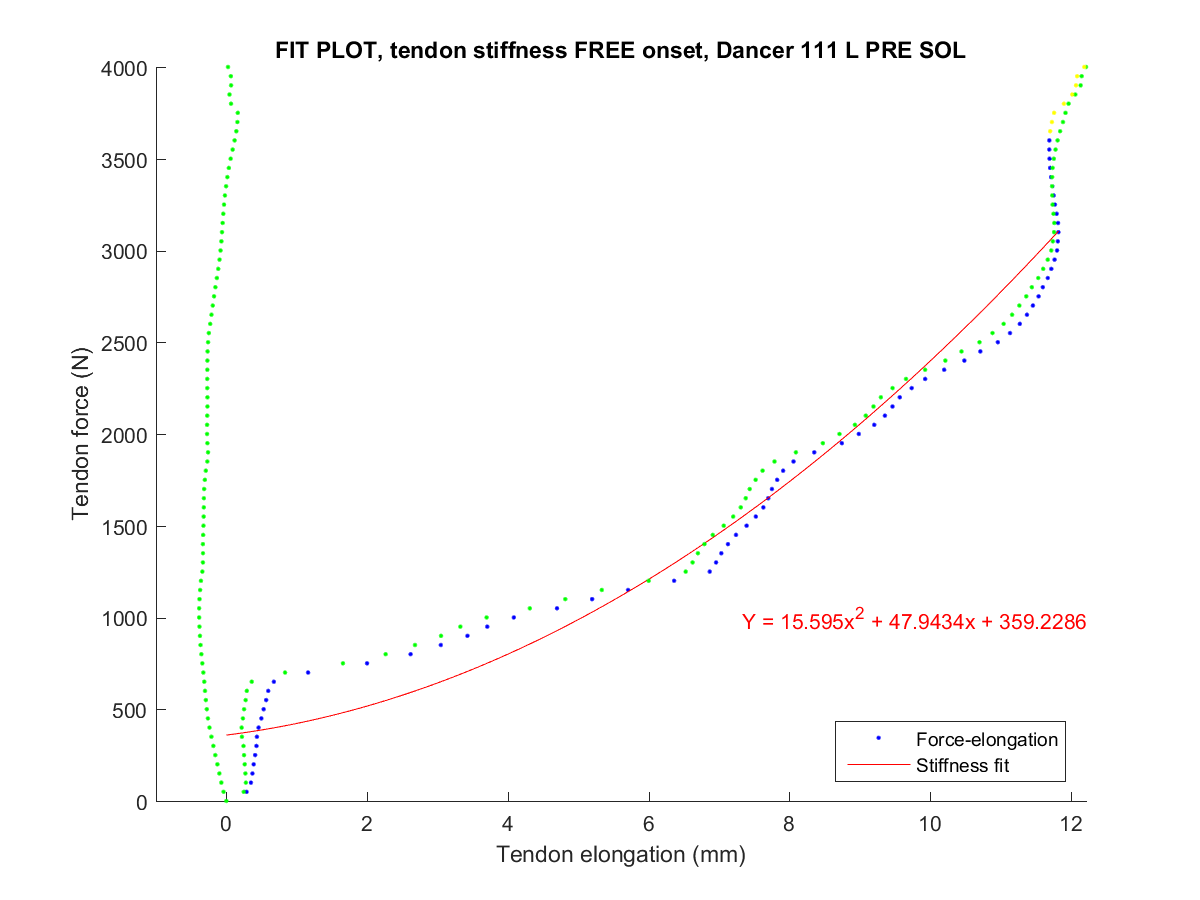 FIT PLOT, tendon stiffness FREE onset, Dancer 111 L PRE SOL
4000
3500
3000
2500
2000
1500
1000
500
0
Tendon force (N)
Y = 15.595x² + 47.9434x + 359.2286
Force-elongation
Stiffness fit
0 2 4 6 8 10 12
Tendon elongation (mm)